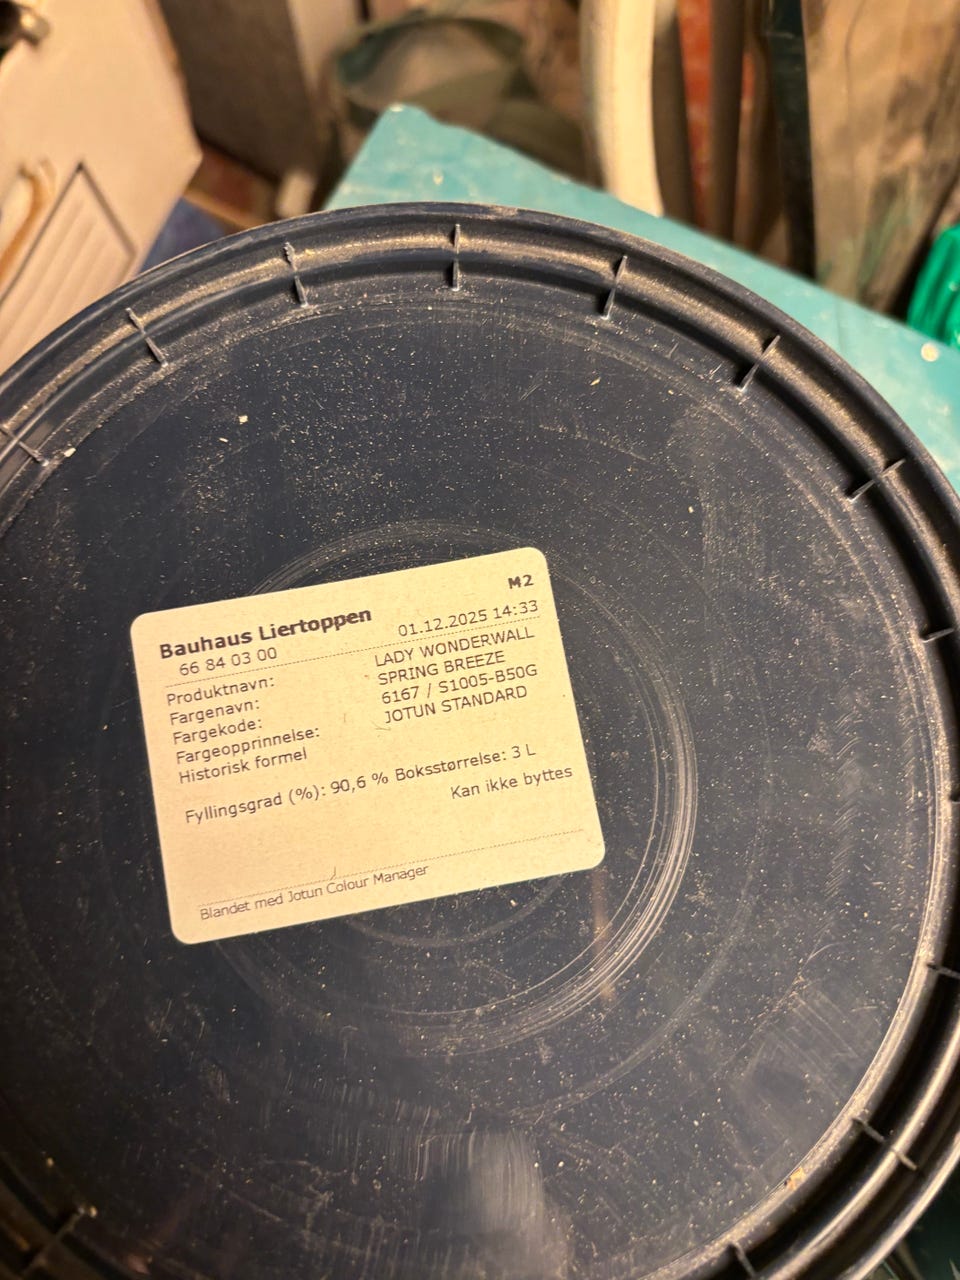 M2
Bauhaus Liertoppen
66 84 03 00 01.12.2025 14:33
Produktnavn: LADY WONDERWALL
Fargenavn: SPRING BREEZE
Fargekode: 6167 / S1005-B50G
Fargeopprinnelse: JOTUN STANDARD
Historisk formel
Fyllingsgrad (%): 90,6 % Boksstørrelse: 3 L
Kan ikke byttes
Blandet med Jotun Colour Manager